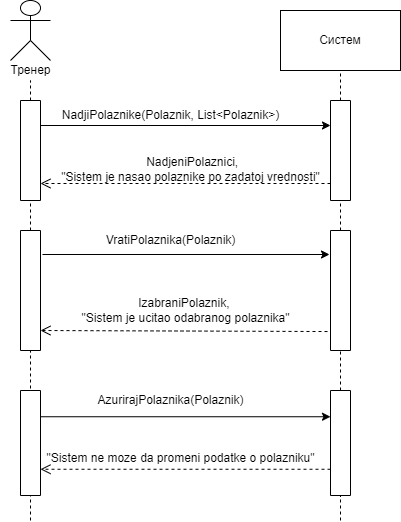 Тренер
Систем
NadjiPolaznike(Polaznik, List<Polaznik>)
NadjeniPolaznici,
"Sistem je nasao polaznike po zadatoj vrednosti"
VratiPolaznika(Polaznik)
IzabraniPolaznik,
"Sistem je ucitao odabranog polaznika"
AzurirajPolaznika(Polaznik)
"Sistem ne moze da promeni podatke o polazniku"